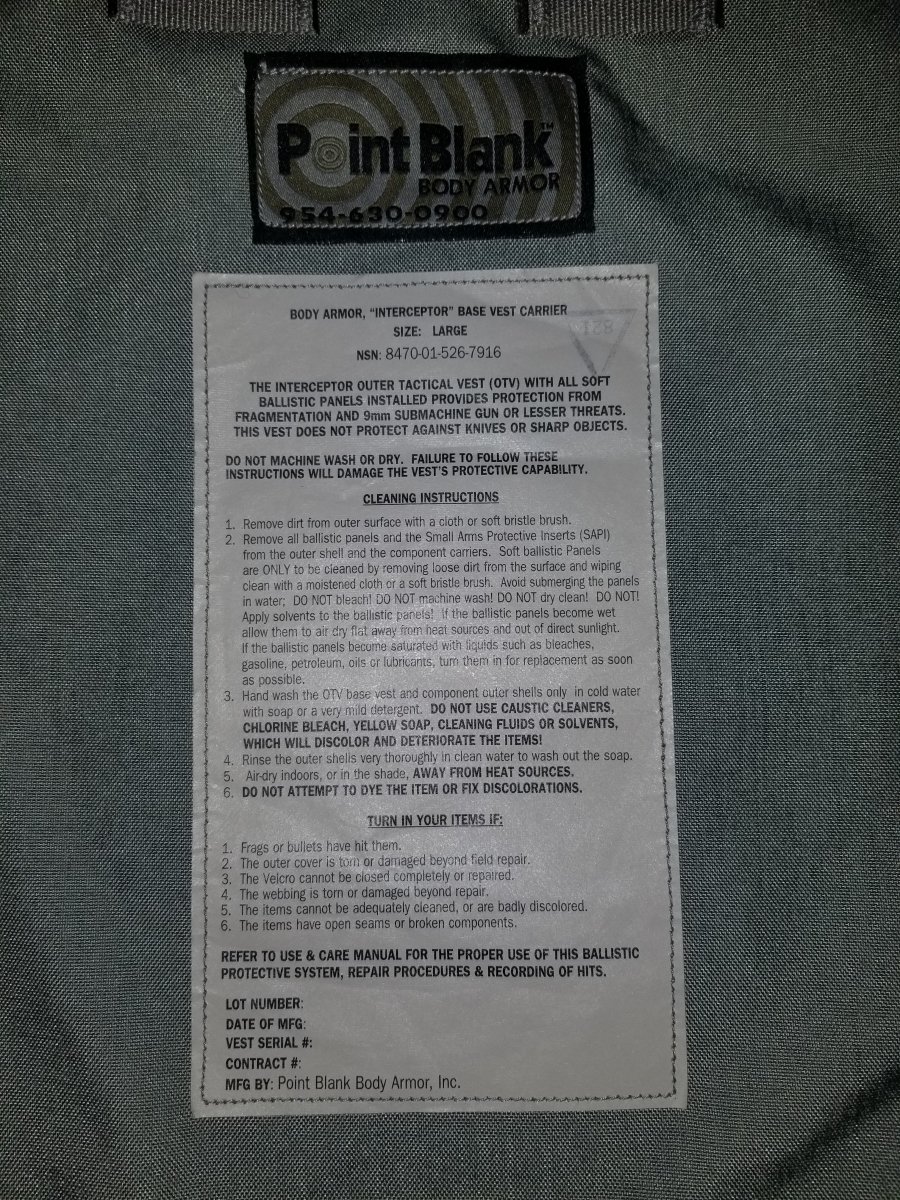 Point Blank™
BODY ARMOR
954-630-0900
BODY ARMOR, “INTERCEPTOR” BASE VEST CARRIER
SIZE: LARGE
NSN: 8470-01-526-7916
THE INTERCEPTOR OUTER TACTICAL VEST (OTV) WITH ALL SOFT
BALLISTIC PANELS INSTALLED PROVIDES PROTECTION FROM
FRAGMENTATION AND 9mm SUBMACHINE GUN OR LESSER THREATS.
THIS VEST DOES NOT PROTECT AGAINST KNIVES OR SHARP OBJECTS.
DO NOT MACHINE WASH OR DRY. FAILURE TO FOLLOW THESE
INSTRUCTIONS WILL DAMAGE THE VEST'S PROTECTIVE CAPABILITY.
CLEANING INSTRUCTIONS
1. Remove dirt from outer surface with a cloth or soft bristle brush.
2. Remove all ballistic panels and the Small Arms Protective Inserts (SAPI)
from the outer shell and the component carriers. Soft ballistic Panels
are ONLY to be cleaned by removing loose dirt from the surface and wiping
clean with a moistened cloth or a soft bristle brush. Avoid submerging the panels
in water; DO NOT bleach! DO NOT machine wash! DO NOT dry clean! DO NOT!
Apply solvents to the ballistic panels! If the ballistic panels become wet
allow them to air dry flat away from heat sources and out of direct sunlight.
If the ballistic panels become saturated with liquids such as bleaches,
gasoline, petroleum, oils or lubricants, turn them in for replacement as soon
as possible.
3. Hand wash the OTV base vest and component outer shells only in cold water
with soap or a very mild detergent. DO NOT USE CAUSTIC CLEANERS,
CHLORINE BLEACH, YELLOW SOAP, CLEANING FLUIDS OR SOLVENTS,
WHICH WILL DISCOLOR AND DETERIORATE THE ITEMS!
4. Rinse the outer shells very thoroughly in clean water to wash out the soap.
5. Air-dry indoors, or in the shade, AWAY FROM HEAT SOURCES.
6. DO NOT ATTEMPT TO DYE THE ITEM OR FIX DISCOLORATIONS.
TURN IN YOUR ITEMS IF:
1. Frags or bullets have hit them.
2. The outer cover is torn or damaged beyond field repair.
3. The Velcro cannot be closed completely or repaired.
4. The webbing is torn or damaged beyond repair.
5. The items cannot be adequately cleaned, or are badly discolored.
6. The items have open seams or broken components.
REFER TO USE & CARE MANUAL FOR THE PROPER USE OF THIS BALLISTIC
PROTECTIVE SYSTEM, REPAIR PROCEDURES & RECORDING OF HITS.
LOT NUMBER:
DATE OF MFG:
VEST SERIAL #:
CONTRACT #:
MFG BY: Point Blank Body Armor, Inc.